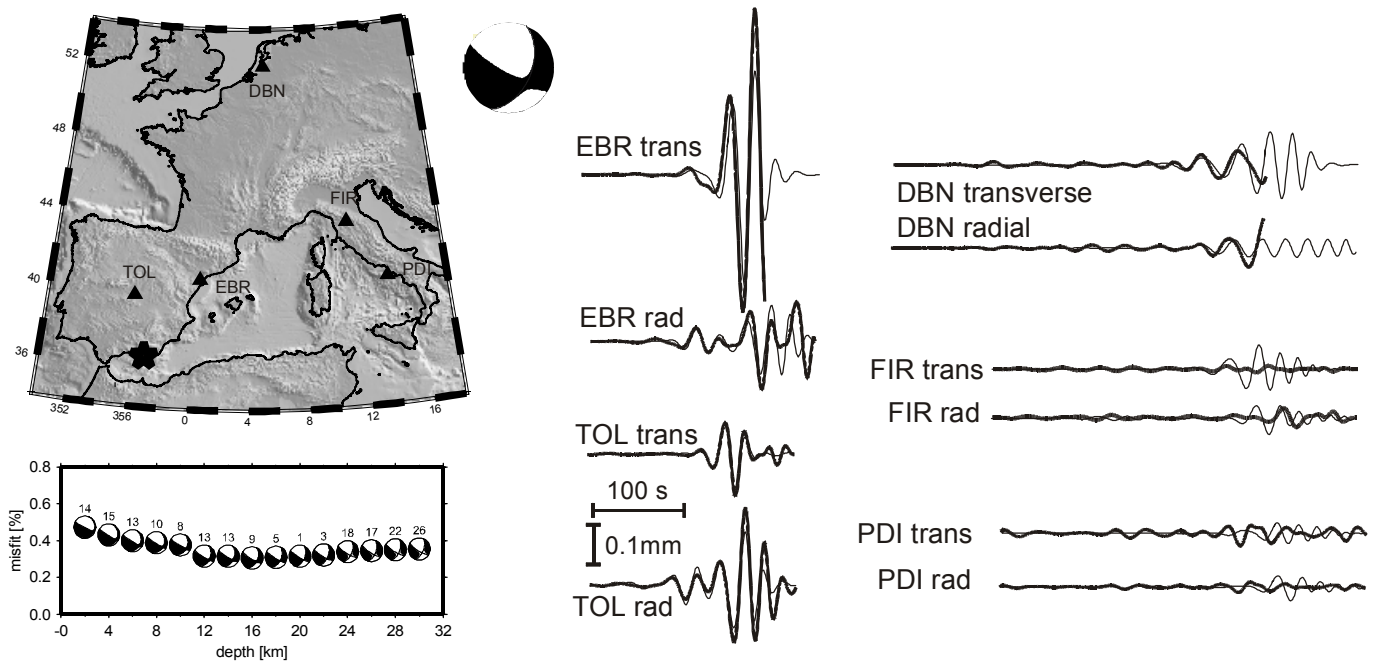 52
48
44
40
36
352
356
0
4
8
12
16
DBN
FIR
PDI
TOL
EBR
EBR trans
EBR rad
TOL trans
100 s
0.1mm
TOL rad
DBN transverse
DBN radial
FIR trans
FIR rad
PDI trans
PDI rad
misfit [%]
0.8
0.6
0.4
0.2
0.0
14 15 13 10 8 13 13 9 5 1 3 18 17 22 26
-0 4 8 12 16 20 24 28 32
depth [km]